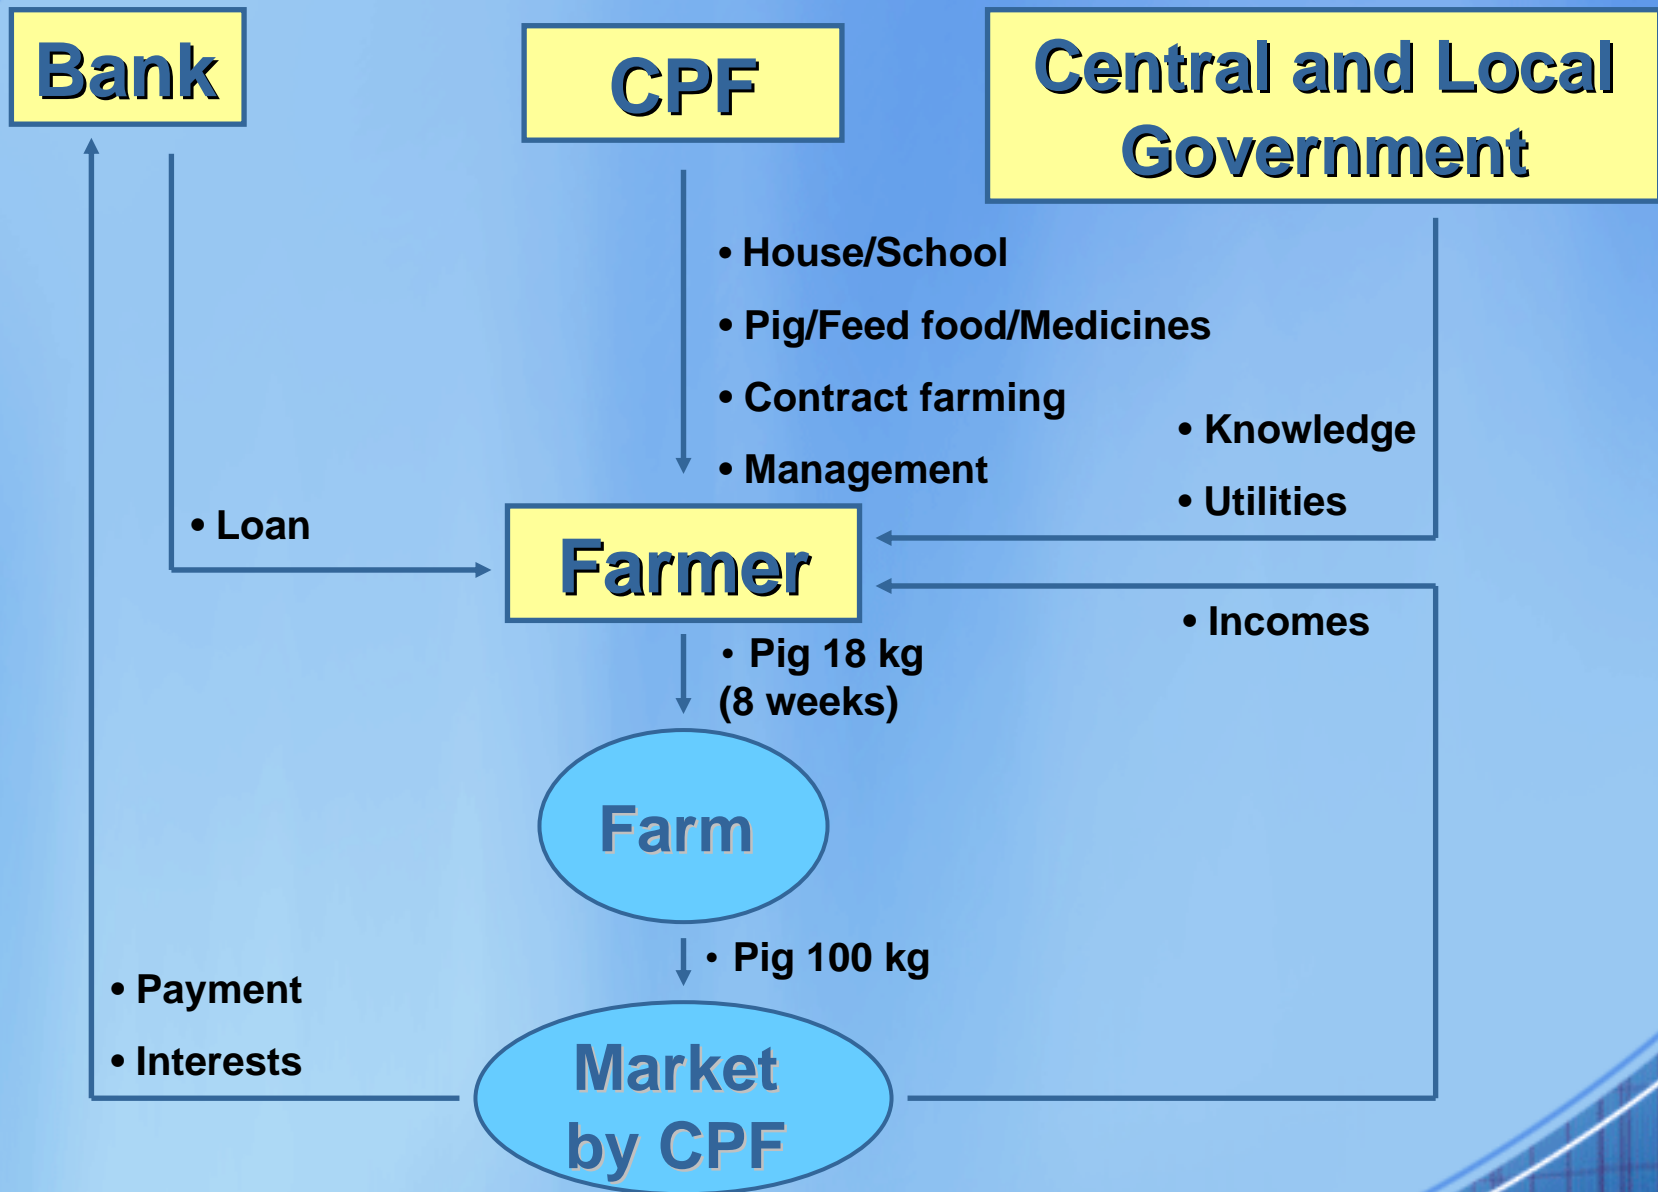 Bank
CPF
Central and Local
Government
• House/School
• Pig/Feed food/Medicines
• Contract farming
• Management
• Knowledge
• Utilities
• Loan
Farmer
• Incomes
• Pig 18 kg
(8 weeks)
Farm
• Pig 100 kg
• Payment
• Interests
Market
by CPF